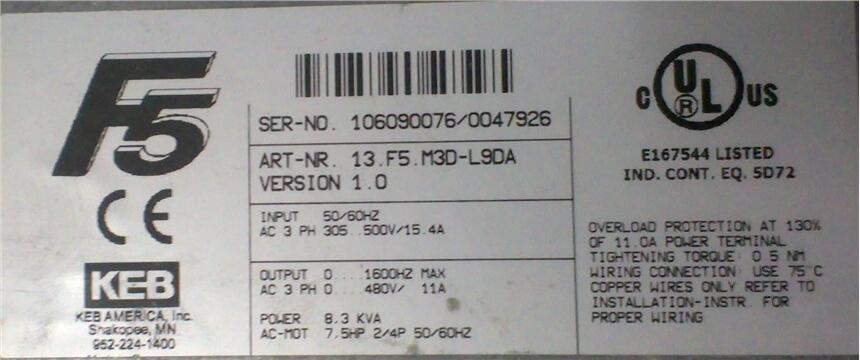 F5
CE
KEB
KEB AMERICA, Inc.
Shakopee, MN
952-224-1400
SER-NO. 106090076/0047926
ART-NR. 13.F5.M3D-L9DA
VERSION 1.0
INPUT 50/60HZ
AC 3 PH 305...500V/15.4A
OUTPUT 0....1600HZ MAX
AC 3 PH 0....480V/ 11A
POWER 8.3 KVA
AC-MOT 7.5HP 2/4P 50/60HZ
C UL ® US
E167544 LISTED
IND. CONT. EQ. 5D72
OVERLOAD PROTECTION AT 130%
OF 11.0A POWER TERMINAL
TIGHTENING TORQUE: 0.5 NM
WIRING CONNECTION: USE 75°C
COPPER WIRES ONLY REFER TO
INSTALLATION-INSTR. FOR
PROPER WIRING